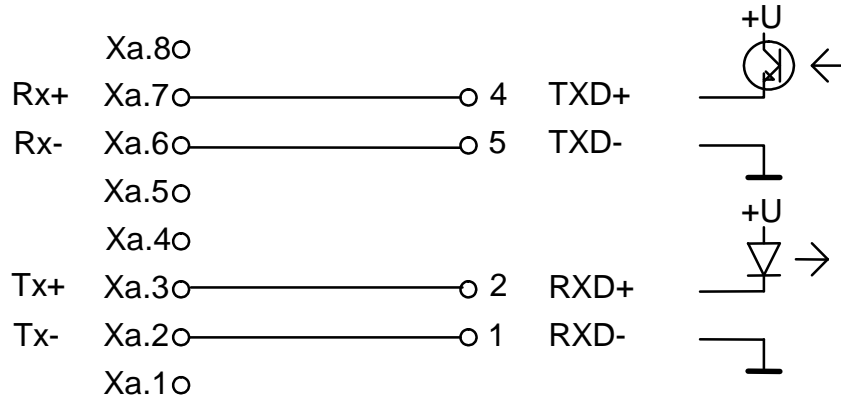 +U
Xa.8
Rx+ Xa.7 4 TXD+
Rx- Xa.6 5 TXD-
Xa.5
+U
Xa.4
Tx+ Xa.3 2 RXD+
Tx- Xa.2 1 RXD-
Xa.1